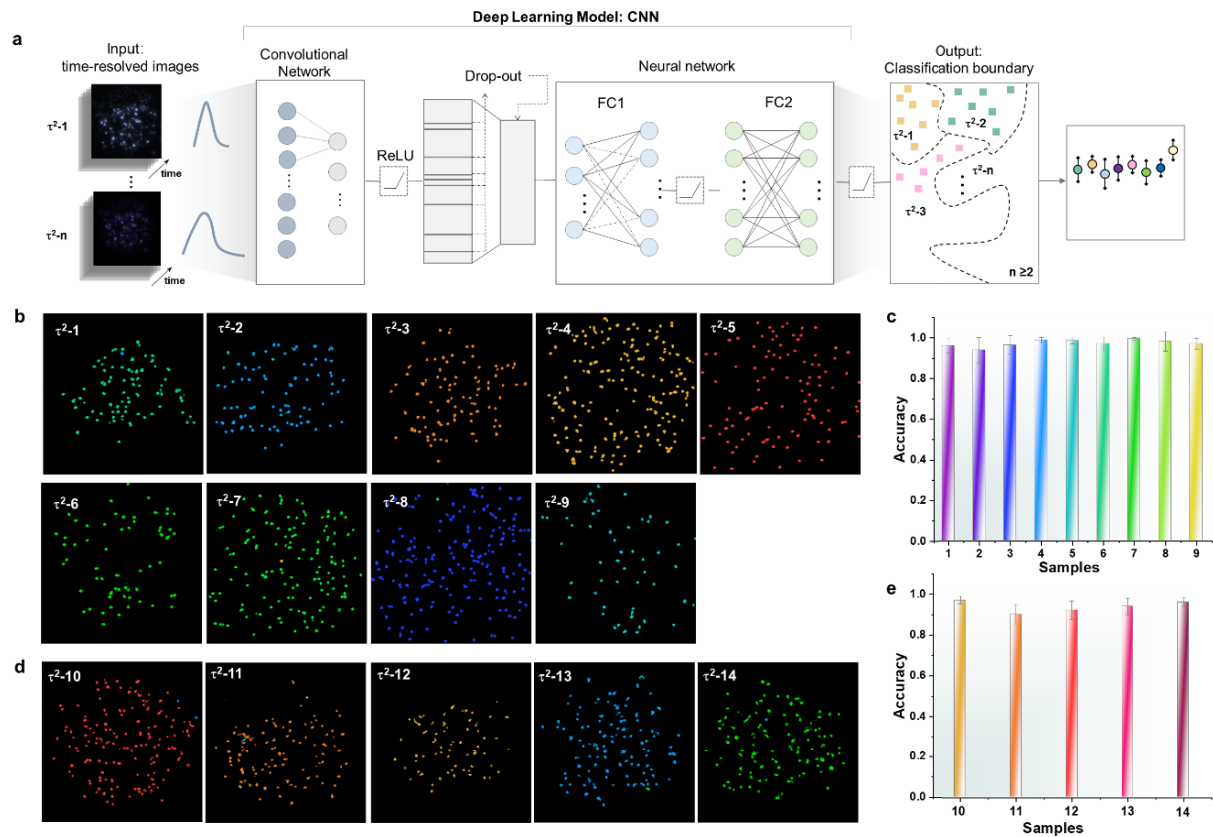 Deep Learning Model: CNN
a
Input:
time-resolved images
Convolutional
Network
Drop-out
Neural network
Output:
Classification boundary
FC1
FC2
τ²-1
time
ReLU
τ²-n
time
τ²-1
τ²-2
τ²-n
τ²-3
n ≥2
b
τ²-1
τ²-2
τ²-3
τ²-4
τ²-5
τ²-6
τ²-7
τ²-8
τ²-9
c
Accuracy
1.0
0.8
0.6
0.4
0.2
0.0
1 2 3 4 5 6 7 8 9
Samples
d
τ²-10
τ²-11
τ²-12
τ²-13
τ²-14
e
Accuracy
1.0
0.8
0.6
0.4
0.2
0.0
10 11 12 13 14
Samples